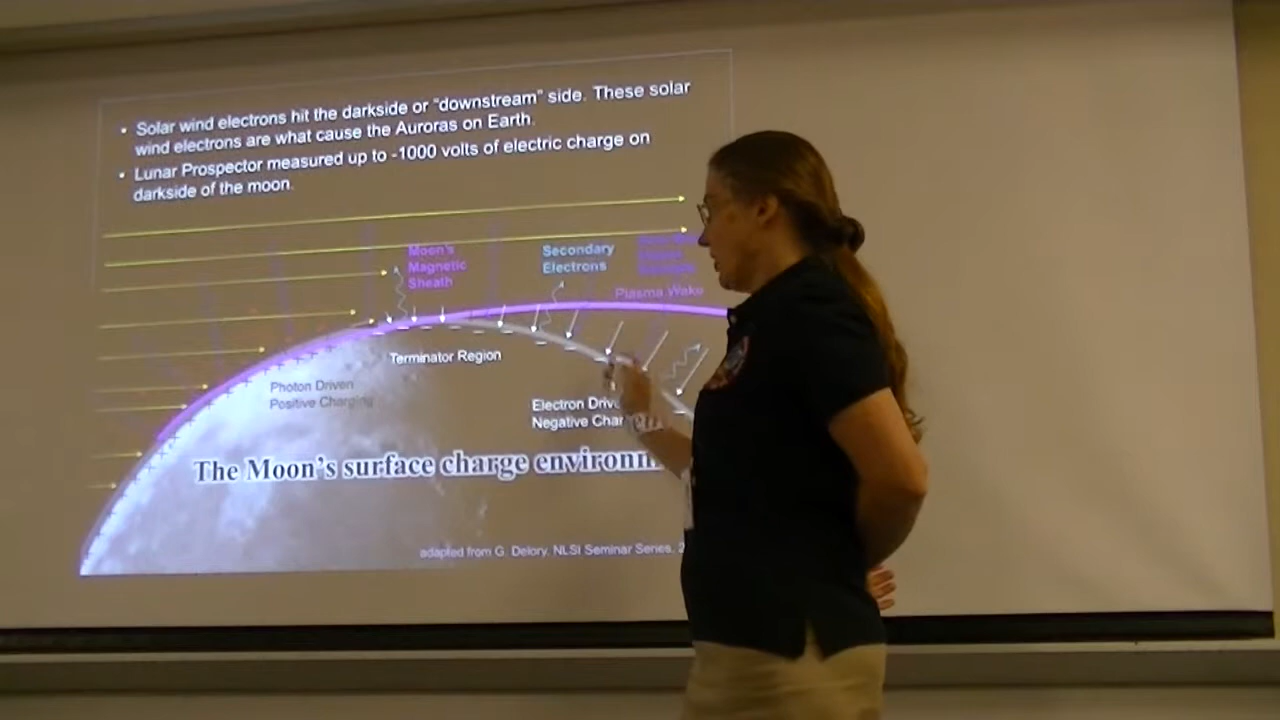 • Solar wind electrons hit the darkside or "downstream" side. These solar
wind electrons are what cause the Auroras on Earth.
• Lunar Prospector measured up to -1000 volts of electric charge on
darkside of the moon.
Moon's
Magnetic
Sheath
Secondary
Electrons
Plasma Wake
Terminator Region
Photon Driven
Positive Charging
Electron Driv
Negative Char
The Moon's surface charge environm
adapted from G. Delory, NLSI Seminar Series, 2